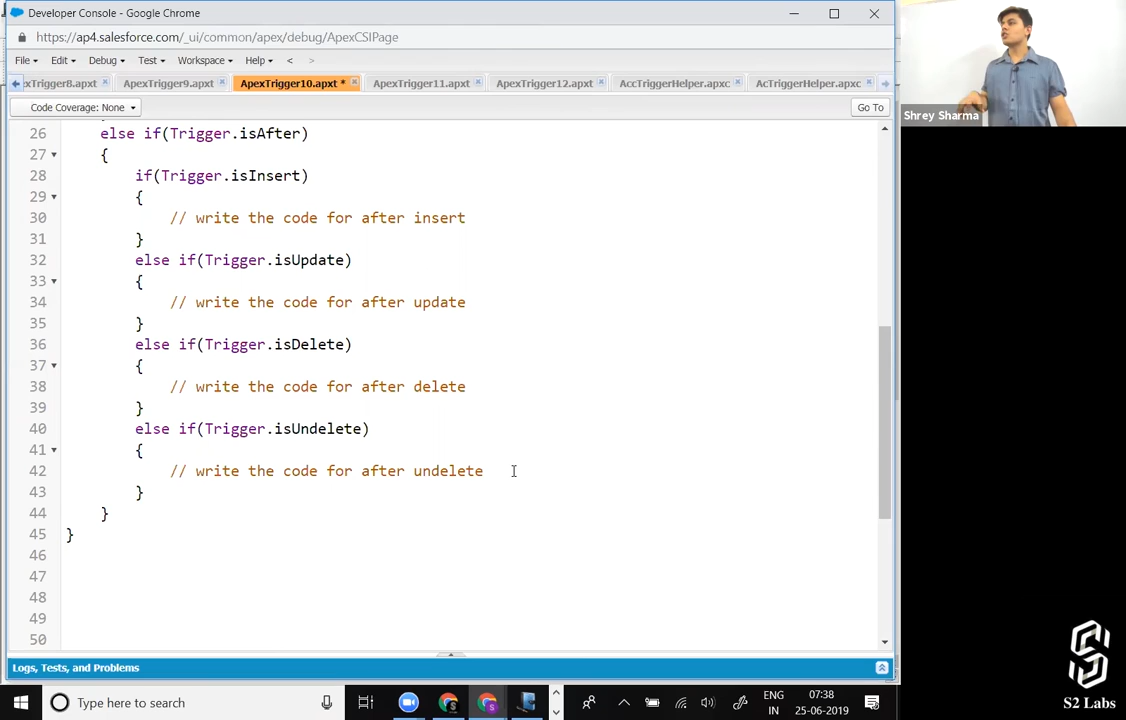 Developer Console - Google Chrome
https://ap4.salesforce.com/_ui/common/apex/debug/ApexCSIPage
File Edit Debug Test Workspace Help < >
xTrigger8.apxt ApexTrigger9.apxt ApexTrigger10.apxt * ApexTrigger11.apxt ApexTrigger12.apxt AccTriggerHelper.apxc AcTriggerHelper.apxc
Code Coverage: None
Go To
26 else if(Trigger.isAfter)
27 {
28 if(Trigger.isInsert)
29 {
30 // write the code for after insert
31 }
32 else if(Trigger.isUpdate)
33 {
34 // write the code for after update
35 }
36 else if(Trigger.isDelete)
37 {
38 // write the code for after delete
39 }
40 else if(Trigger.isUndelete)
41 {
42 // write the code for after undelete
43 }
44 }
45 }
46
47
48
49
50
Logs, Tests, and Problems
Type here to search
ENG
IN
07:38
25-06-2019
Shrey Sharma
S2 Labs